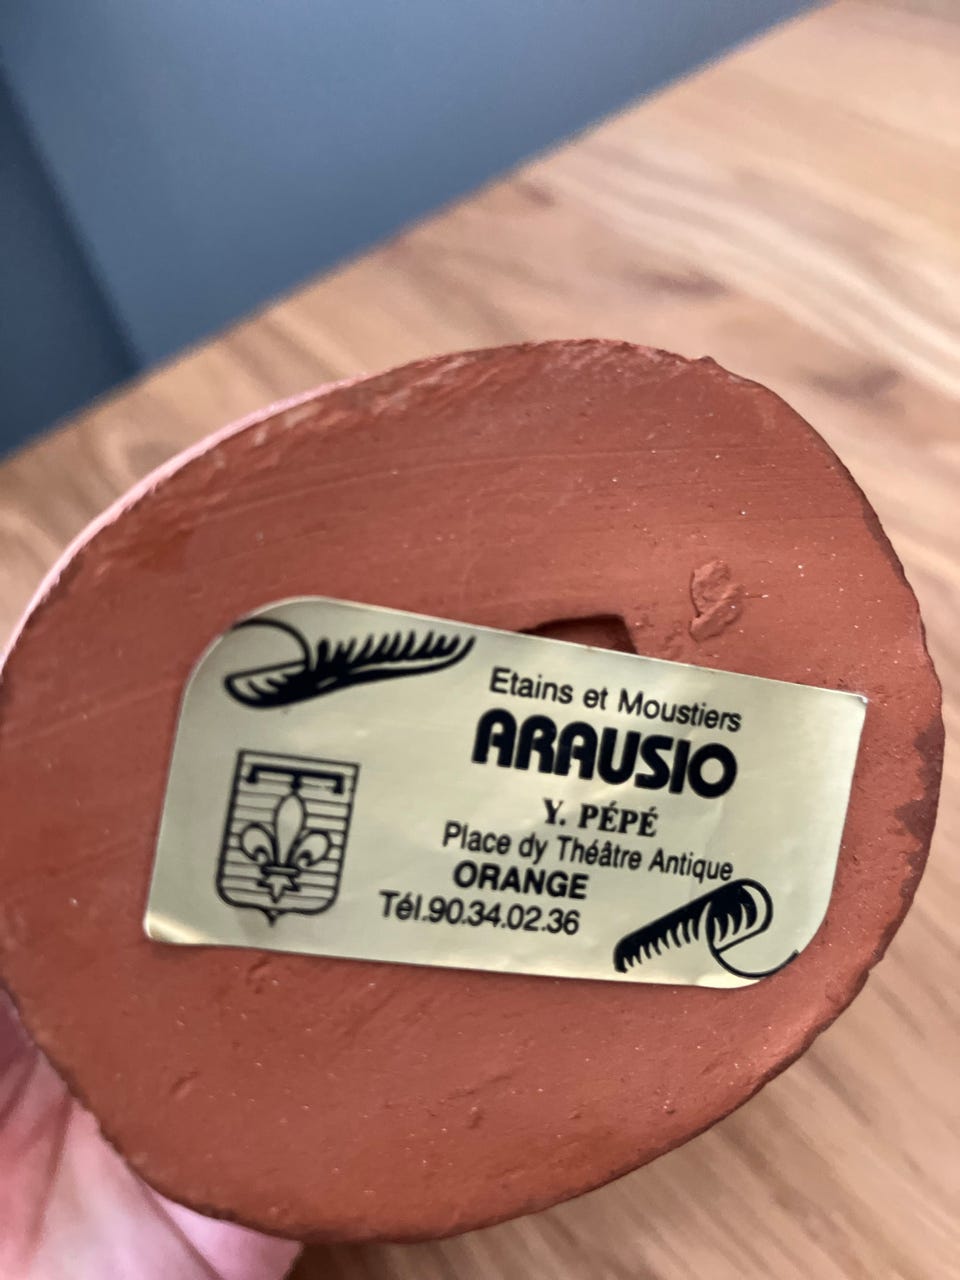 Etains et Moustiers
ARAUSIO
Y. PÉPÉ
Place dy Théâtre Antique
ORANGE
Tél.90.34.02.36